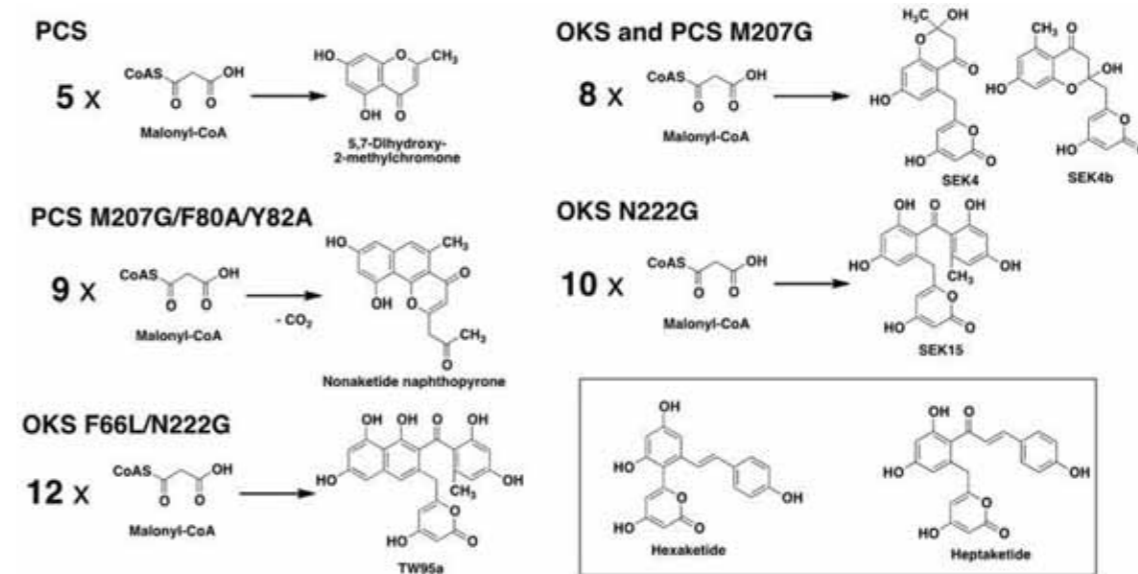 PCS
5 x
CoAS
OH
O
O
Malonyl-CoA
HO
O
CH3
OH
O
5,7-Dihydroxy-
2-methylchromone
OKS and PCS M207G
8 x
CoAS
OH
O
O
Malonyl-CoA
H3C
OH
O
O
HO
O
HO
O
SEK4
CH3
O
OH
HO
O
O
HO
O
SEK4b
PCS M207G/F80A/Y82A
9 x
CoAS
OH
O
O
Malonyl-CoA
- CO2
HO
CH3
O
OH
O
CH3
O
Nonaketide naphthopyrone
OKS N222G
10 x
CoAS
OH
O
O
Malonyl-CoA
OH
O
OH
HO
CH3
OH
O
HO
O
SEK15
OKS F66L/N222G
12 x
CoAS
OH
O
O
Malonyl-CoA
OH
OH
O
OH
HO
CH3
OH
O
HO
O
TW95a
OH
HO
O
OH
HO
O
Hexaketide
OH
O
HO
OH
O
HO
O
Heptaketide